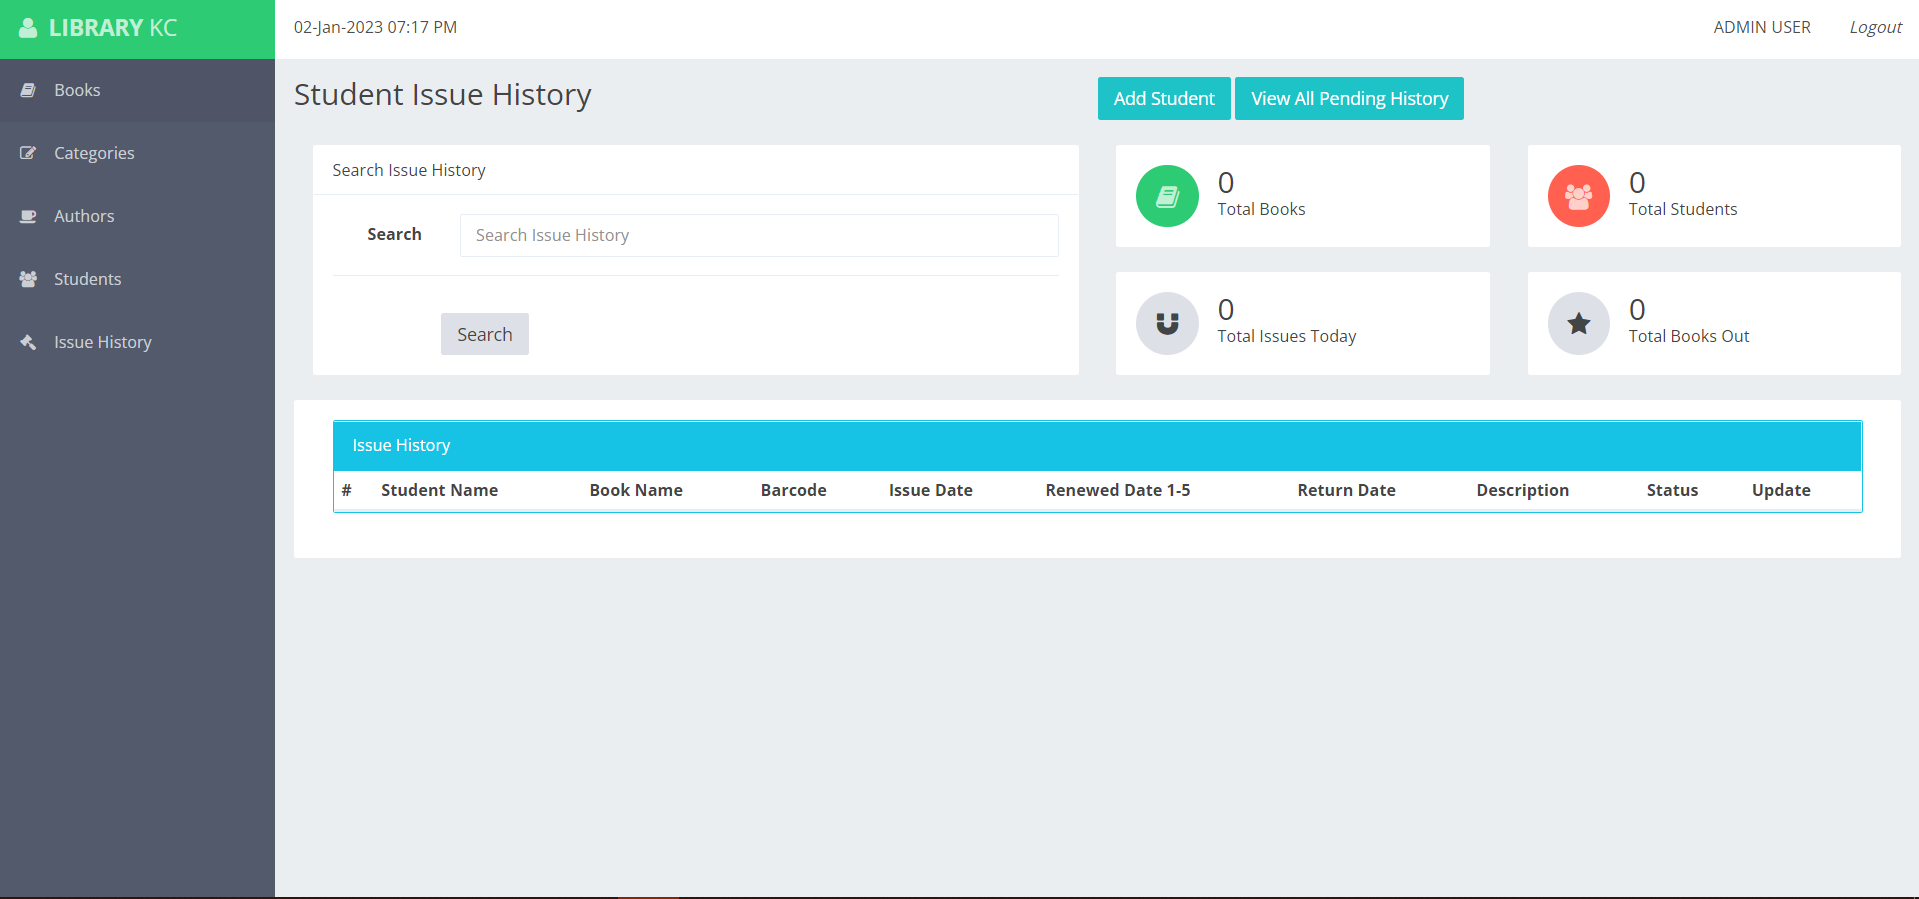 LIBRARY KC
02-Jan-2023 07:17 PM
ADMIN USER
Logout
Books
Categories
Authors
Students
Issue History
Student Issue History
Add Student
View All Pending History
Search Issue History
Search
Search Issue History
Search
0
Total Books
0
Total Students
0
Total Issues Today
0
Total Books Out
Issue History
# Student Name Book Name Barcode Issue Date Renewed Date 1-5 Return Date Description Status Update